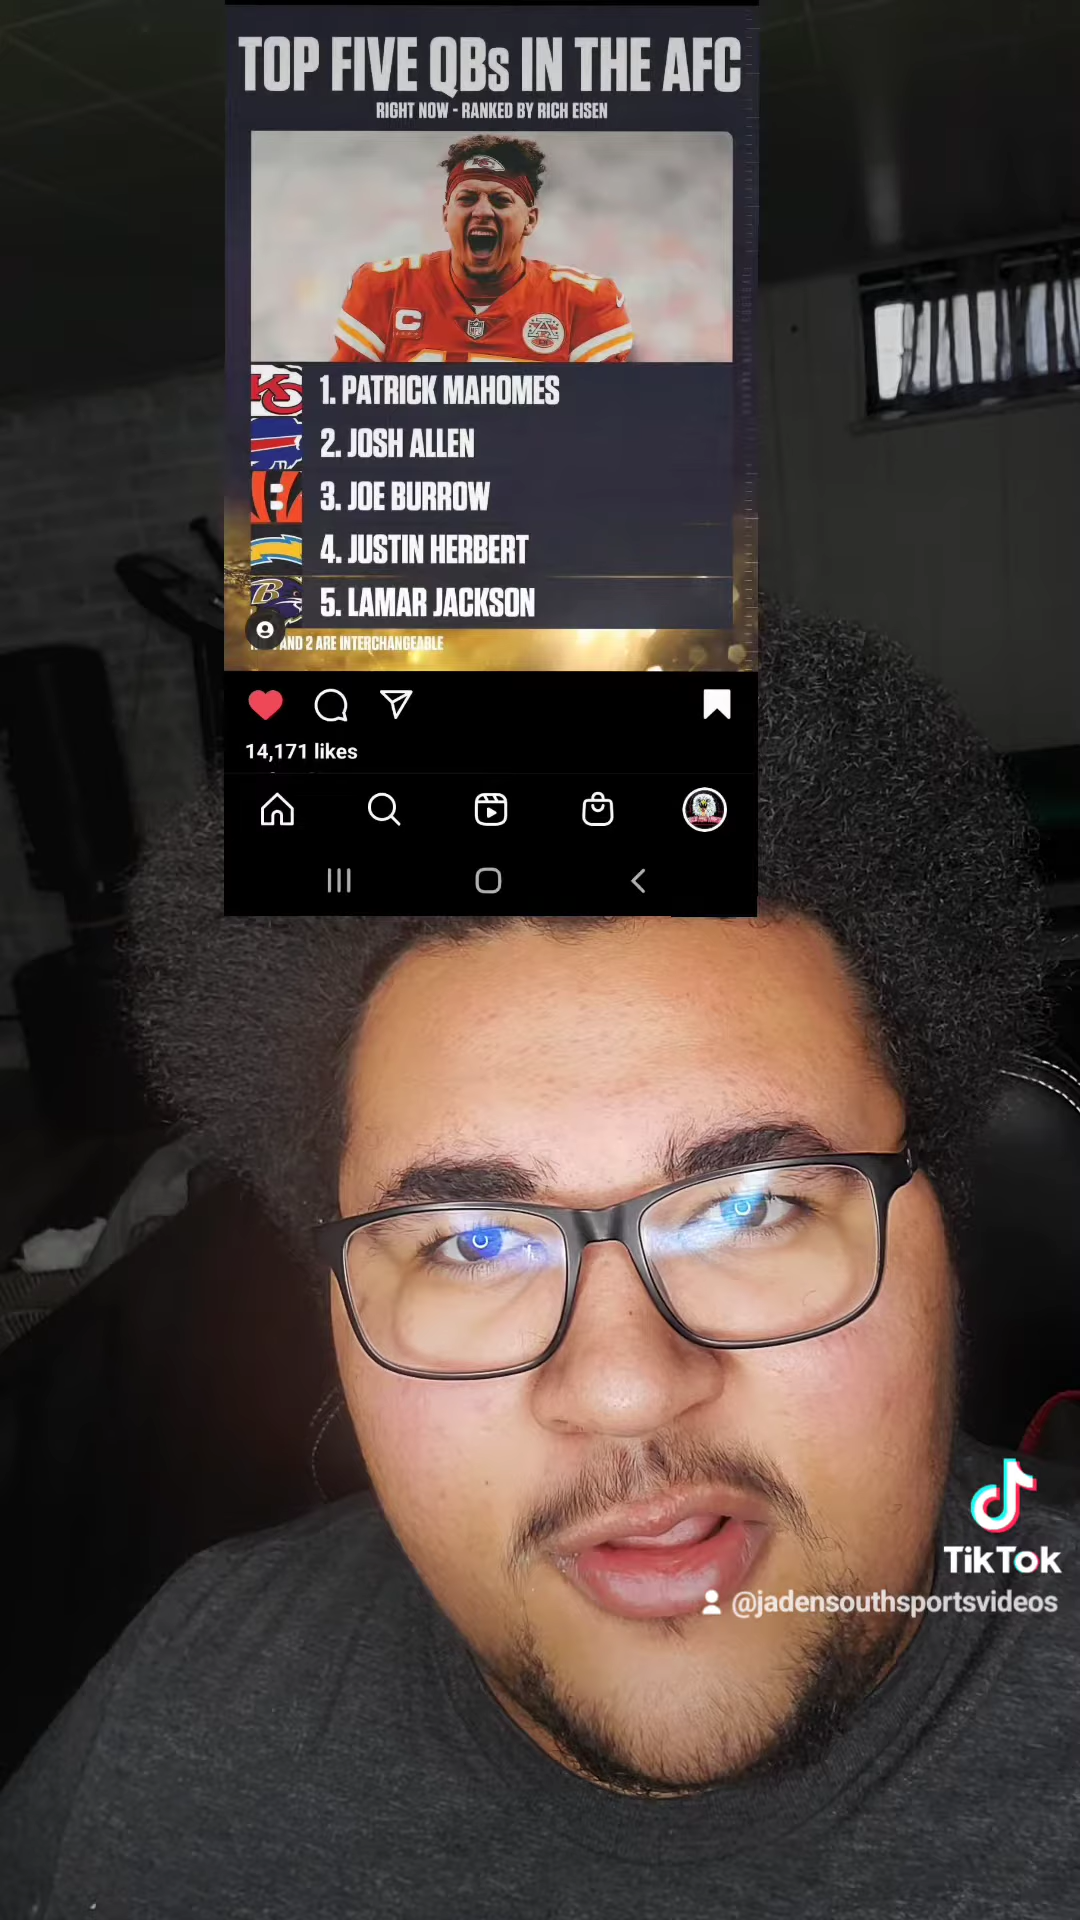 TOP FIVE QBs IN THE AFC
RIGHT NOW - RANKED BY RICH EISEN
C
KC
1. PATRICK MAHOMES
2. JOSH ALLEN
B
3. JOE BURROW
4. JUSTIN HERBERT
B
5. LAMAR JACKSON
AND 2 ARE INTERCHANGEABLE
14,171 likes
TikTok
@jadensouthsportsvideos